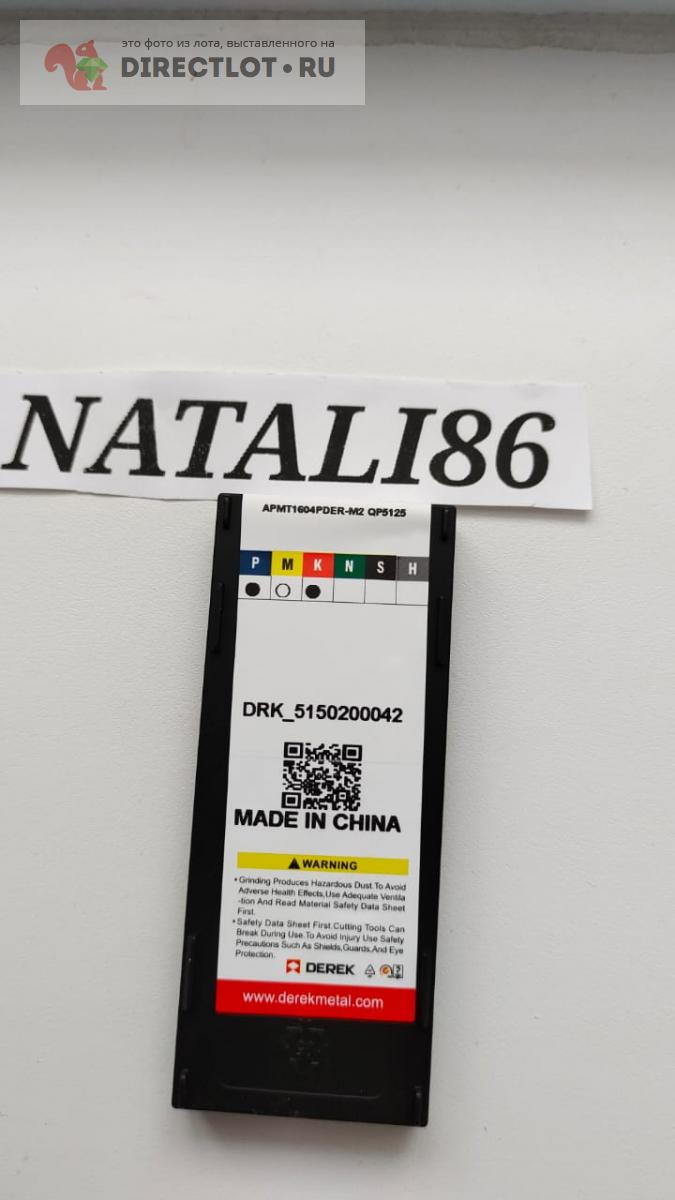 это фото из лота, выставленного на
DIRECTLOT•RU
NATALI86
APMT1604PDER-M2 QP5125
P M K N S H
DRK_5150200042
MADE IN CHINA
WARNING
•Grinding Produces Hazardous Dust.To Avoid
Adverse Health Effects,Use Adequate Ventila
-tion And Read Material Safety Data Sheet
First.
•Safety Data Sheet First.Cutting Tools Can
Break During Use.To Avoid Injury Use Safety
Precautions Such As Shields,Guards,And Eye
Protection.
DEREK
www.derekmetal.com